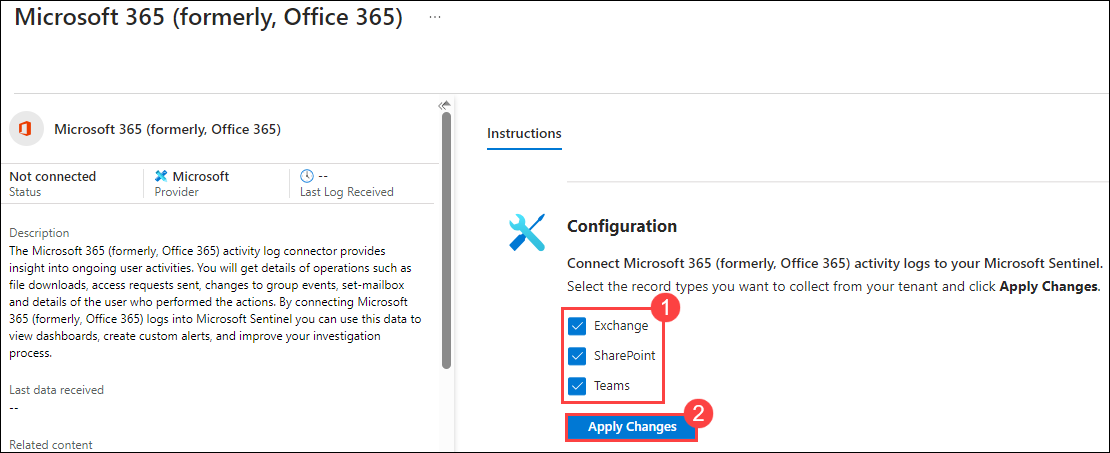 Microsoft 365 (formerly, Office 365) ...
Microsoft 365 (formerly, Office 365)
Not connected
Status
Microsoft
Provider
--
Last Log Received
Description
The Microsoft 365 (formerly, Office 365) activity log connector provides
insight into ongoing user activities. You will get details of operations such as
file downloads, access requests sent, changes to group events, set-mailbox
and details of the user who performed the actions. By connecting Microsoft
365 (formerly, Office 365) logs into Microsoft Sentinel you can use this data to
view dashboards, create custom alerts, and improve your investigation
process.
Last data received
--
Related content
Instructions
Configuration
Connect Microsoft 365 (formerly, Office 365) activity logs to your Microsoft Sentinel.
Select the record types you want to collect from your tenant and click Apply Changes.
1
Exchange
SharePoint
Teams
2
Apply Changes